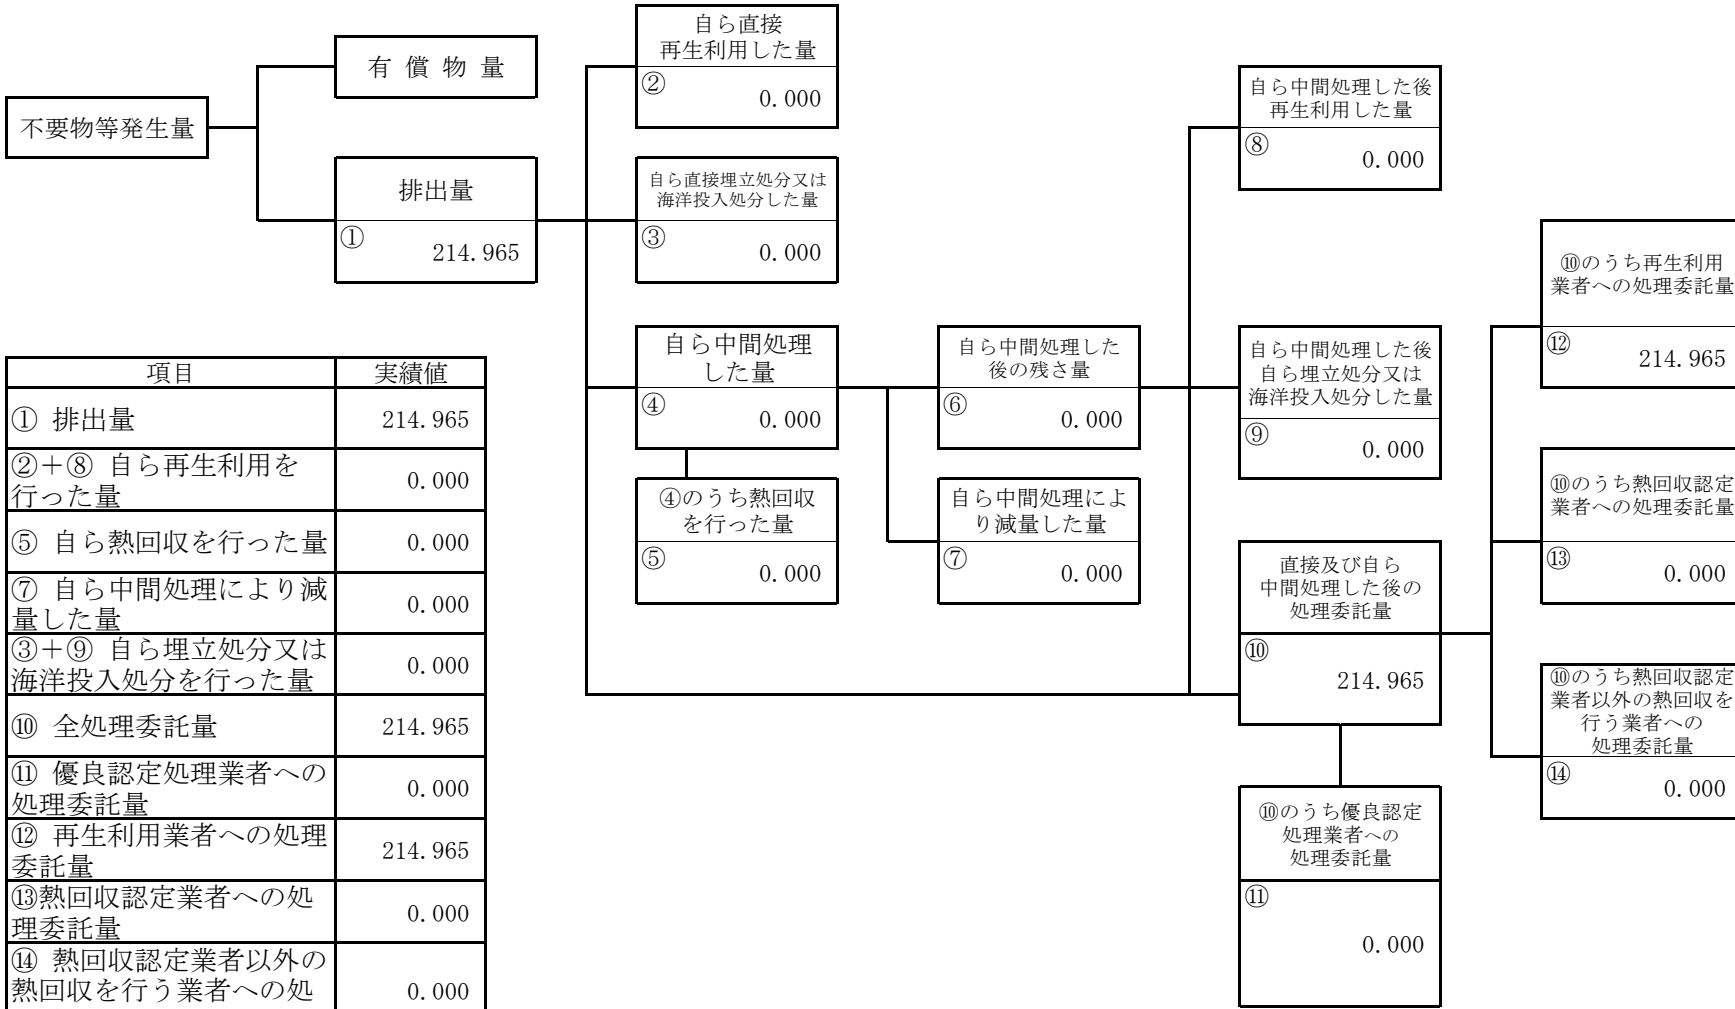 不要物等発生量
有 償 物 量
排出量
①
214.965
自ら直接
再生利用した量
②
0.000
自ら直接埋立処分又は
海洋投入処分した量
③
0.000
自ら中間処理
した量
④
0.000
④のうち熱回収
を行った量
⑤
0.000
自ら中間処理した
後の残さ量
⑥
0.000
自ら中間処理によ
り減量した量
⑦
0.000
自ら中間処理した後
再生利用した量
⑧
0.000
自ら中間処理した後
自ら埋立処分又は
海洋投入処分した量
⑨
0.000
直接及び自ら
中間処理した後の
処理委託量
⑩
214.965
⑩のうち優良認定
処理業者への
処理委託量
⑪
0.000
⑩のうち再生利用
業者への処理委託量
⑫
214.965
⑩のうち熱回収認定
業者への処理委託量
⑬
0.000
⑩のうち熱回収認定
業者以外の熱回収を
行う業者への
処理委託量
⑭
0.000
項目 実績値
① 排出量 214.965
②+⑧ 自ら再生利用を
行った量 0.000
⑤ 自ら熱回収を行った量 0.000
⑦ 自ら中間処理により減
量した量 0.000
③+⑨ 自ら埋立処分又は
海洋投入処分を行った量 0.000
⑩ 全処理委託量 214.965
⑪ 優良認定処理業者への
処理委託量 0.000
⑫ 再生利用業者への処理
委託量 214.965
⑬熱回収認定業者への処
理委託量 0.000
⑭ 熱回収認定業者以外の
熱回収を行う業者への処 0.000